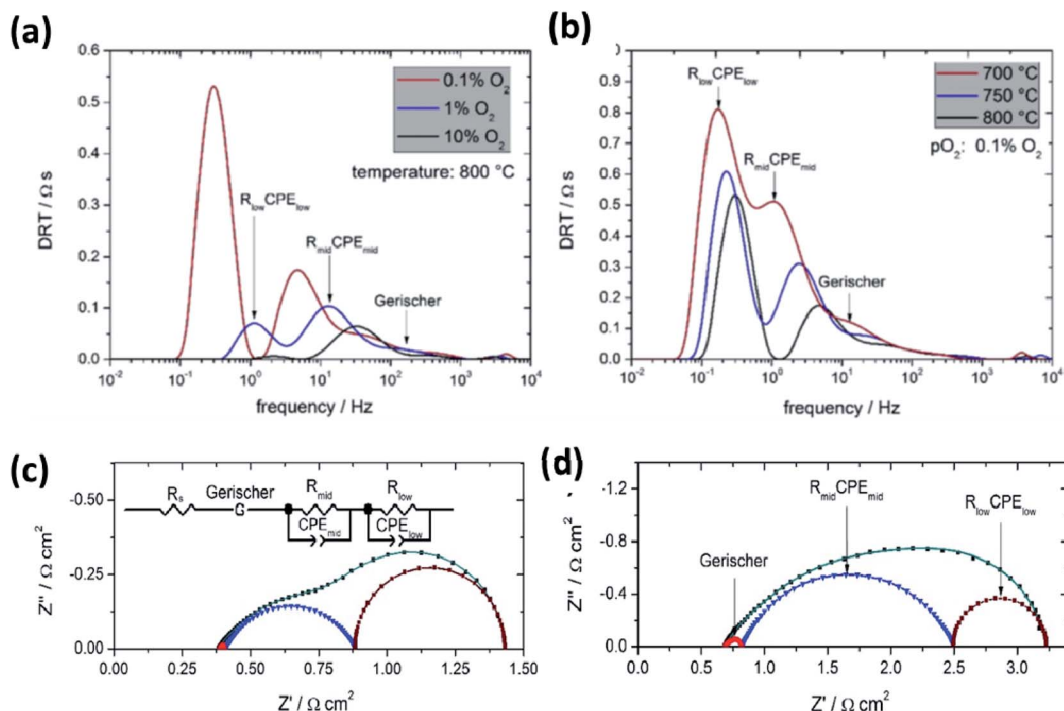 (a)
0.6
0.5
0.4
0.3
0.2
0.1
0.0
DRT / Ω s
0.1% O2
1% O2
10% O2
temperature: 800 °C
RlowCPElow
RmidCPEmid
Gerischer
10-2 10-1 100 101 102 103 104
frequency / Hz
(b)
0.9
0.8
0.7
0.6
0.5
0.4
0.3
0.2
0.1
0.0
DRT / Ω s
700 °C
750 °C
800 °C
pO2: 0.1% O2
RlowCPElow
RmidCPEmid
Gerischer
10-2 10-1 100 101 102 103 104
frequency / Hz
(c)
-0.50
-0.25
0.00
Z'' / Ω cm2
Rs Gerischer Rmid Rlow
G
CPEmid CPElow
0.00 0.25 0.50 0.75 1.00 1.25 1.50
Z' / Ω cm2
(d)
-1.2
-0.8
-0.4
0.0
Z'' / Ω cm2
Gerischer
RmidCPEmid
RlowCPElow
0.0 0.5 1.0 1.5 2.0 2.5 3.0
Z' / Ω cm2